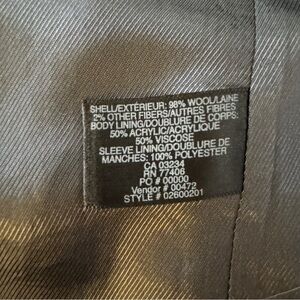 SHELL/EXTÉRIEUR: 98% WOOL/LAINE
2% OTHER FIBERS/AUTRES FIBRES
BODY LINING/DOUBLURE DE CORPS:
50% ACRYLIC/ACRYLIQUE
50% VISCOSE
SLEEVE LINING/DOUBLURE DE
MANCHES: 100% POLYESTER
CA 03234
RN 77406
PO # 00000
Vendor # 00472
STYLE # 02600201